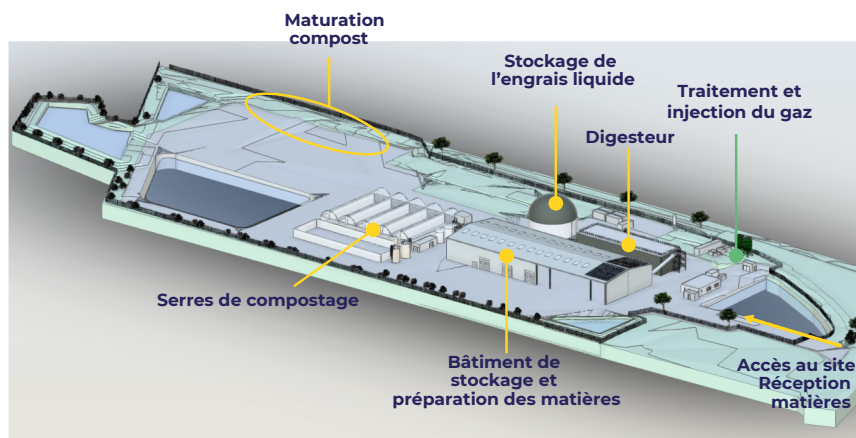 Maturation
compost
Stockage de
l'engrais liquide
Traitement et
injection du gaz
Digesteur
Serres de compostage
Bâtiment de
stockage et
préparation des matières
Accès au site
Réception
matières